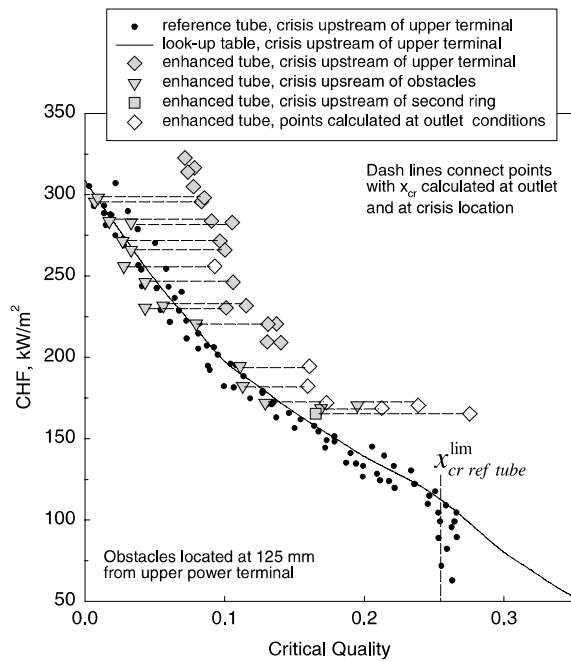 reference tube, crisis upstream of upper terminal
look-up table, crisis upstream of upper terminal
enhanced tube, crisis upstream of upper terminal
enhanced tube, crisis upsream of obstacles
enhanced tube, crisis upstream of second ring
enhanced tube, points calculated at outlet conditions
350
300
250
200
150
100
50
CHF, kW/m²
Dash lines connect points
with x_cr calculated at outlet
and at crisis location
x_cr ref tube^lim
Obstacles located at 125 mm
from upper power terminal
0.0 0.1 0.2 0.3
Critical Quality